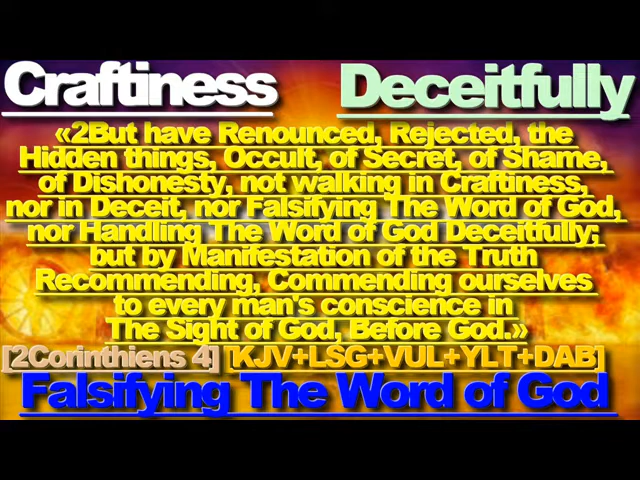 Craftiness Deceitfully
«2But have Renounced, Rejected, the
Hidden things, Occult, of Secret, of Shame,
of Dishonesty, not walking in Craftiness,
nor in Deceit, nor Falsifying The Word of God,
nor Handling The Word of God Deceitfully;
but by Manifestation of the Truth
Recommending, Commending ourselves
to every man's conscience in
The Sight of God, Before God.»
[2Corinthiens 4] [KJV+LSG+VUL+YLT+DAB]
Falsifying The Word of God